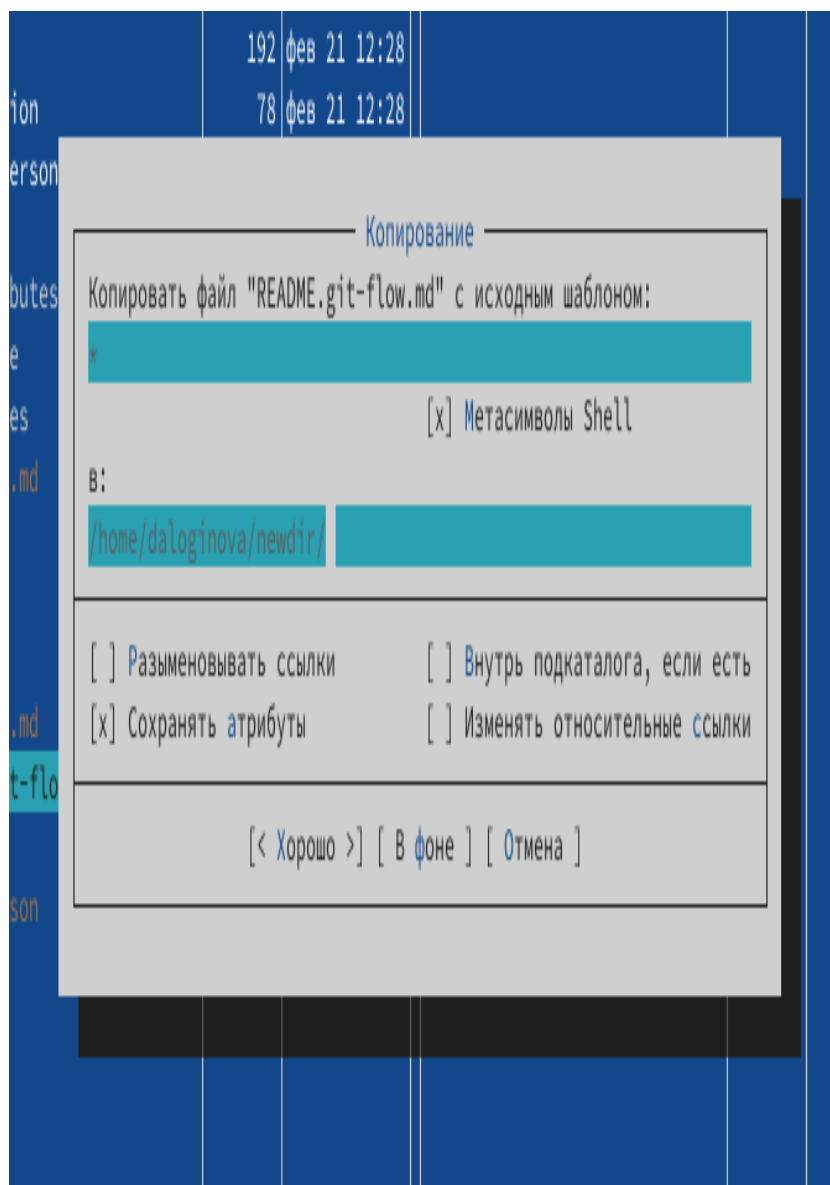 192 фев 21 12:28
ion 78 фев 21 12:28
erson
Копирование
butes Копировать файл "README.git-flow.md" с исходным шаблоном:
e *
es [x] Метасимволы Shell
.md в:
/home/daloginova/newdir/
[ ] Разыменовывать ссылки [ ] Внутрь подкаталога, если есть
.md [x] Сохранять атрибуты [ ] Изменять относительные ссылки
t-flo
[< Хорошо >] [ В фоне ] [ Отмена ]
son